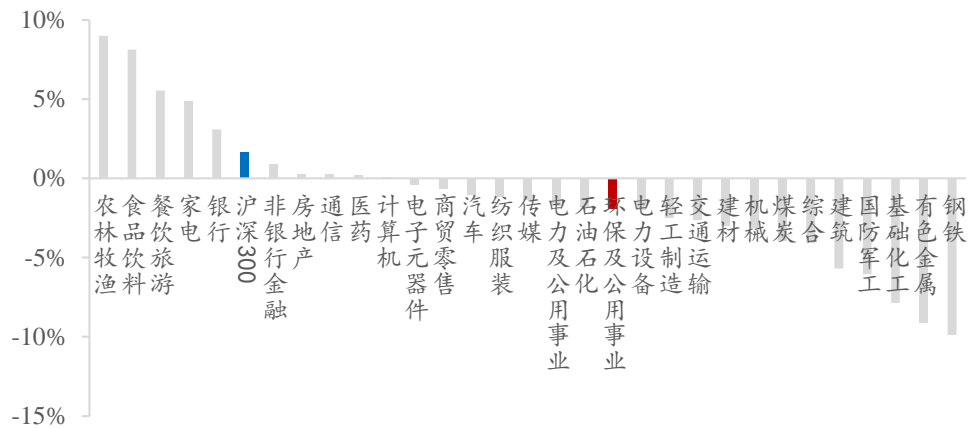 10%
5%
0%
-5%
-10%
-15%
农林牧渔
食品饮料
餐饮旅游
家电
银行
沪深300
非银行金融
房地产
通信
医药
计算机
电子元器件
商贸零售
汽车
纺织服装
传媒
电力及公用事业
石油石化
环保及公用事业
电力设备
轻工制造
交通运输
建材
机械
煤炭
综合
建筑
国防军工
基础化工
有色金属
钢铁